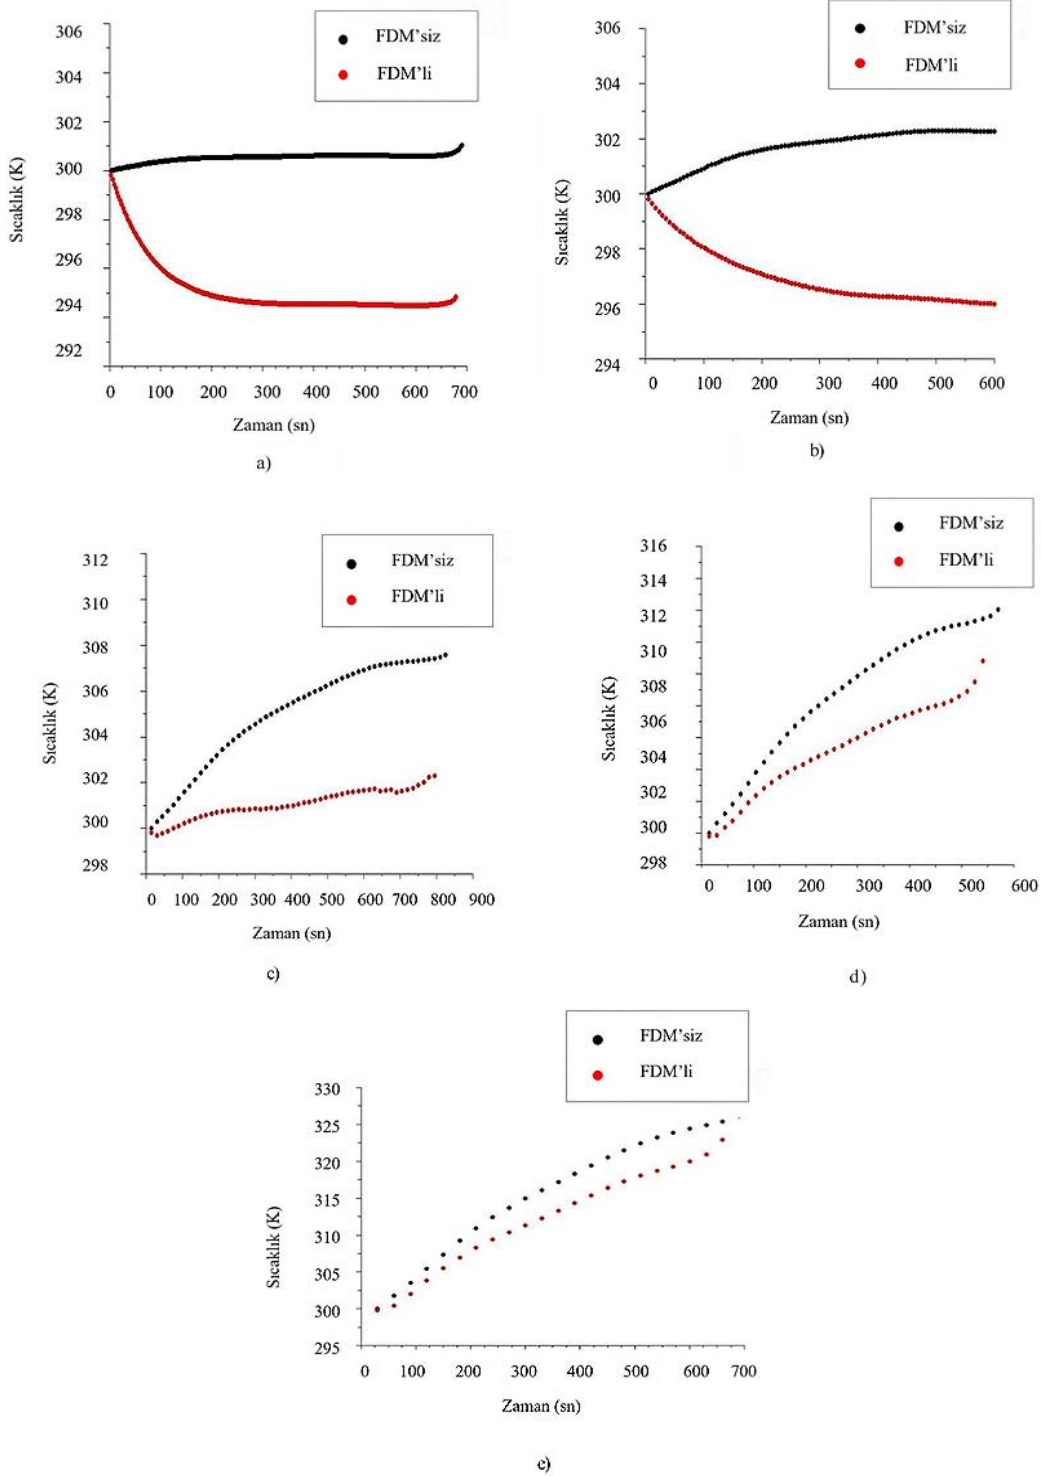 FDM'siz
FDM'li
306
304
302
300
298
296
294
292
Sıcaklık (K)
0 100 200 300 400 500 600 700
Zaman (sn)
a)
FDM'siz
FDM'li
306
304
302
300
298
296
294
Sıcaklık (K)
0 100 200 300 400 500 600
Zaman (sn)
b)
FDM'siz
FDM'li
312
310
308
306
304
302
300
298
Sıcaklık (K)
0 100 200 300 400 500 600 700 800 900
Zaman (sn)
c)
FDM'siz
FDM'li
316
314
312
310
308
306
304
302
300
298
Sıcaklık (K)
0 100 200 300 400 500 600
Zaman (sn)
d)
FDM'siz
FDM'li
330
325
320
315
310
305
300
295
Sıcaklık (K)
0 100 200 300 400 500 600 700
Zaman (sn)
e)